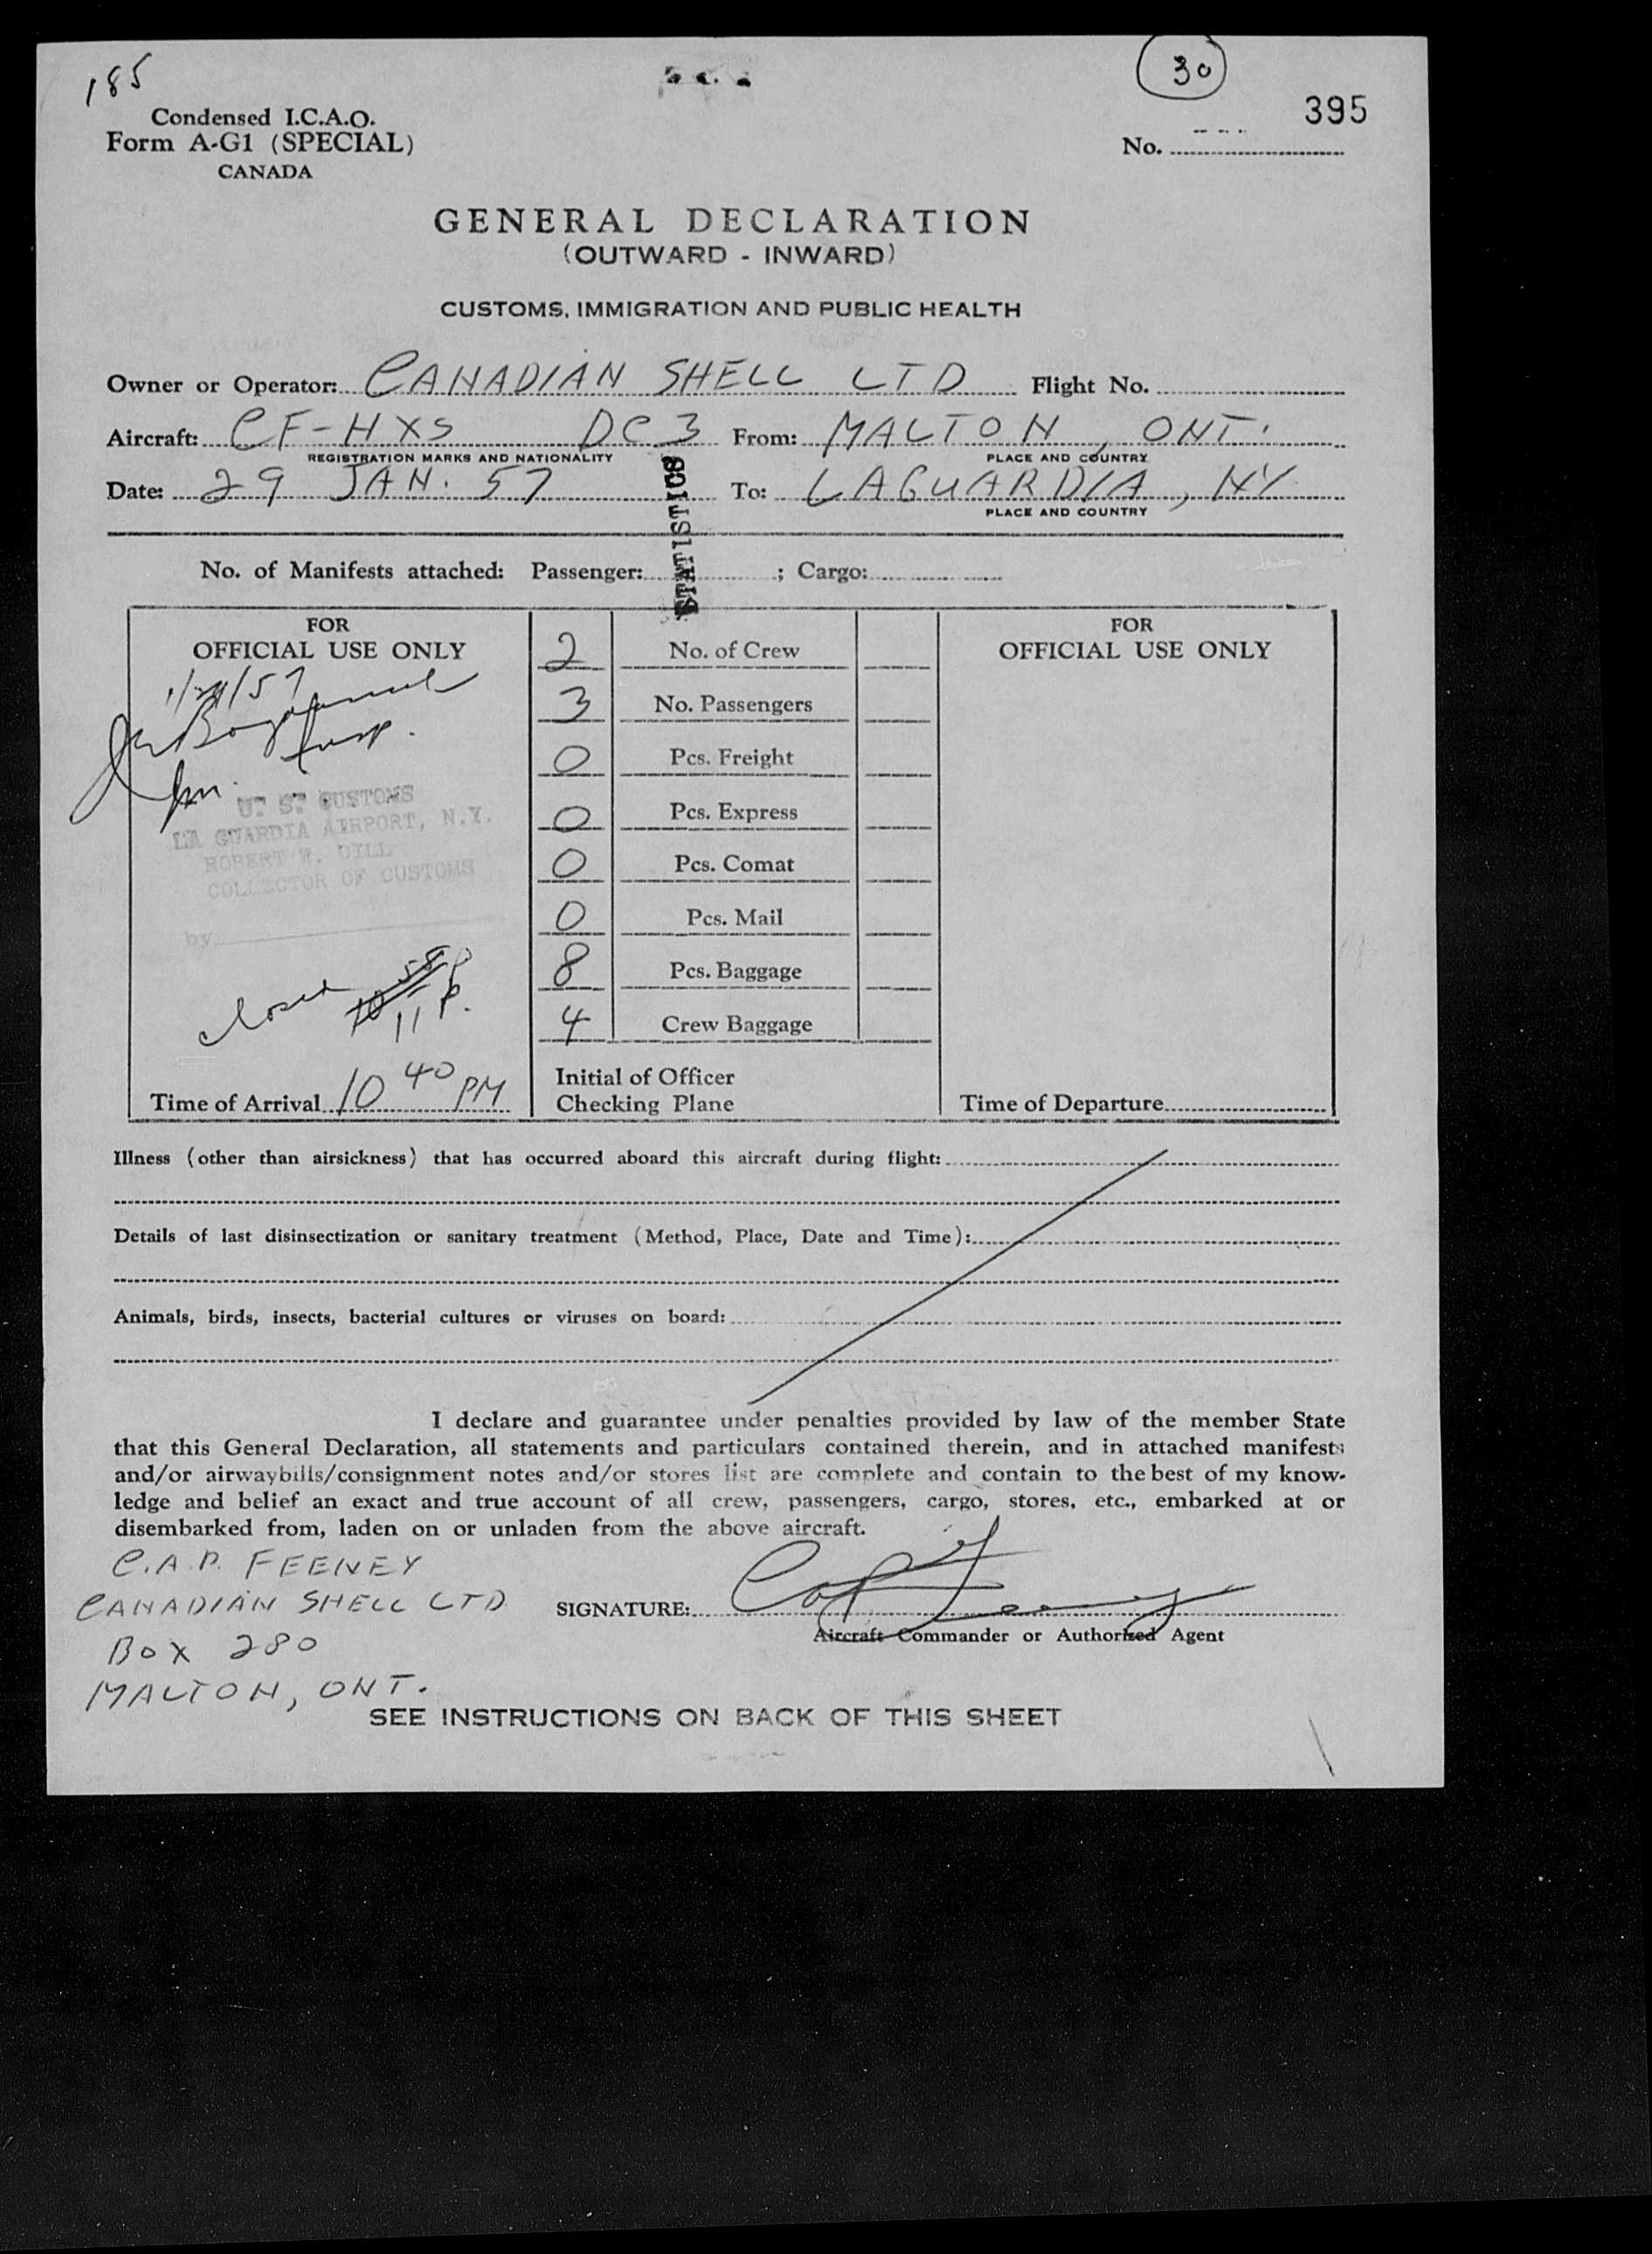 185
30
395
Condensed I.C.A.O.
Form A-G1 (SPECIAL)
CANADA
No.
GENERAL DECLARATION
(OUTWARD - INWARD)
CUSTOMS, IMMIGRATION AND PUBLIC HEALTH
Owner or Operator: CANADIAN SHELL LTD Flight No.
Aircraft: CF-HXS DC3 From: MALTON, ONT.
REGISTRATION MARKS AND NATIONALITY PLACE AND COUNTRY
Date: 29 JAN. 57 To: LAGUARDIA, NY
PLACE AND COUNTRY
STATISTICS
No. of Manifests attached: Passenger: ; Cargo:
FOR
OFFICIAL USE ONLY
1/29/57
Insp.
U. S. CUSTOMS
LA GUARDIA AIRPORT, N.Y.
ROBERT W. DILL
COLLECTOR OF CUSTOMS
by
closed
11 P.
Time of Arrival 10 40 PM
2 No. of Crew
3 No. Passengers
0 Pcs. Freight
0 Pcs. Express
0 Pcs. Comat
0 Pcs. Mail
8 Pcs. Baggage
4 Crew Baggage
Initial of Officer
Checking Plane
FOR
OFFICIAL USE ONLY
Time of Departure
Illness (other than airsickness) that has occurred aboard this aircraft during flight:
Details of last disinsectization or sanitary treatment (Method, Place, Date and Time):
Animals, birds, insects, bacterial cultures or viruses on board:
I declare and guarantee under penalties provided by law of the member State
that this General Declaration, all statements and particulars contained therein, and in attached manifests
and/or airwaybills/consignment notes and/or stores list are complete and contain to the best of my know-
ledge and belief an exact and true account of all crew, passengers, cargo, stores, etc., embarked at or
disembarked from, laden on or unladen from the above aircraft.
C.A.P. FEENEY
CANADIAN SHELL LTD
BOX 280
MALTON, ONT.
SIGNATURE:
Aircraft Commander or Authorized Agent
SEE INSTRUCTIONS ON BACK OF THIS SHEET